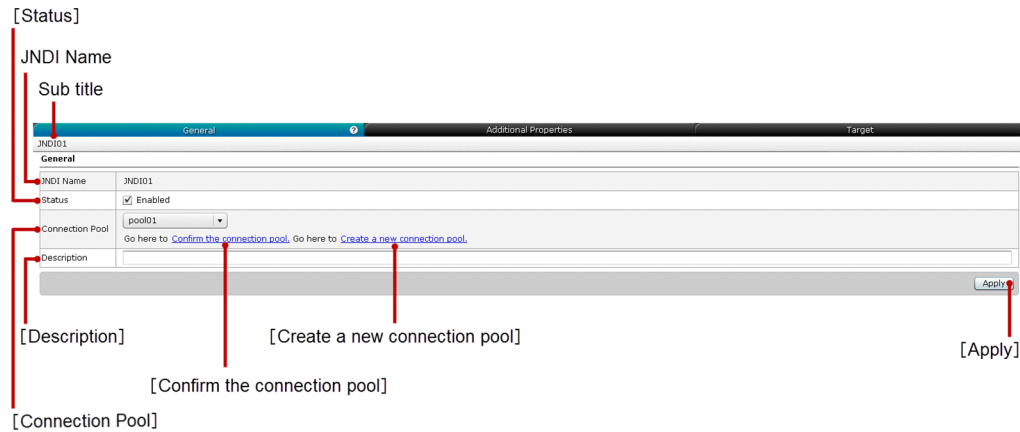 [Status]
JNDI Name
Sub title
General ? Additional Properties Target
JNDI01
General
JNDI Name JNDI01
Status Enabled
Connection Pool pool01
Go here to Confirm the connection pool. Go here to Create a new connection pool.
Description
Apply
[Description] [Create a new connection pool] [Apply]
[Confirm the connection pool]
[Connection Pool]